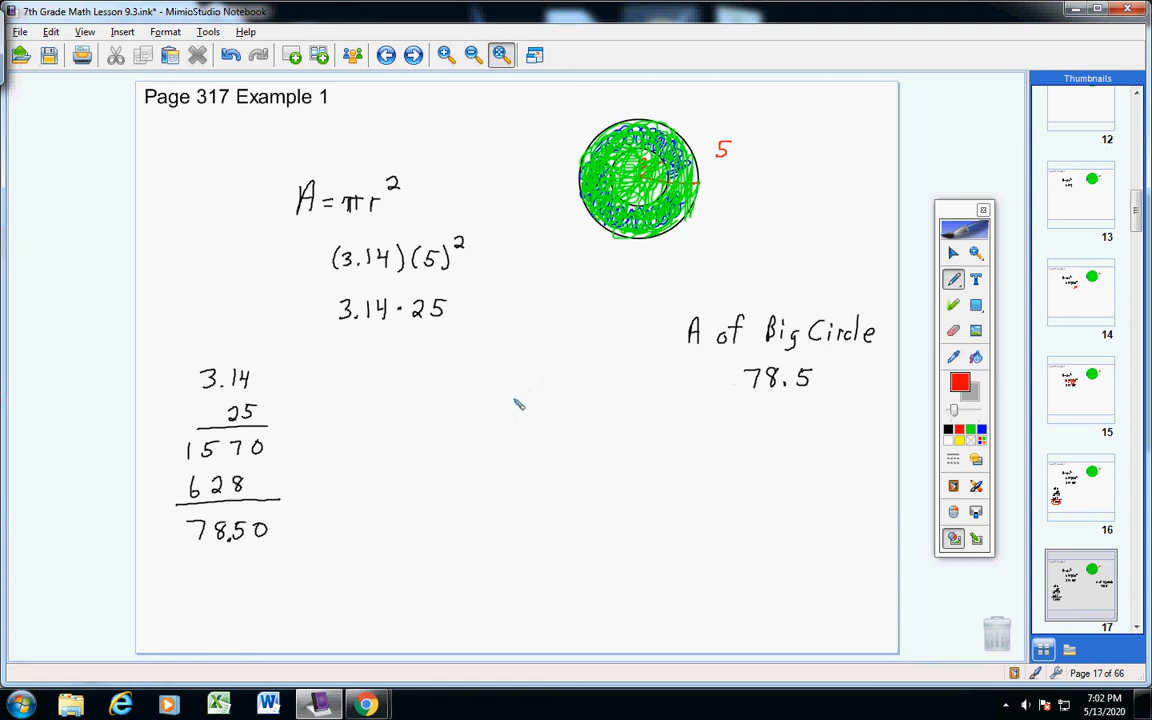 7th Grade Math Lesson 9.3.ink* - MimioStudio Notebook
File Edit View Insert Format Tools Help
Thumbnails
Page 317 Example 1
5
A = πr²
(3.14)(5)²
3.14 · 25
A of Big Circle
78.5
3.14
25
1570
628
78.50
12
13
14
15
16
17
T
Page 17 of 66
7:02 PM
5/13/2020